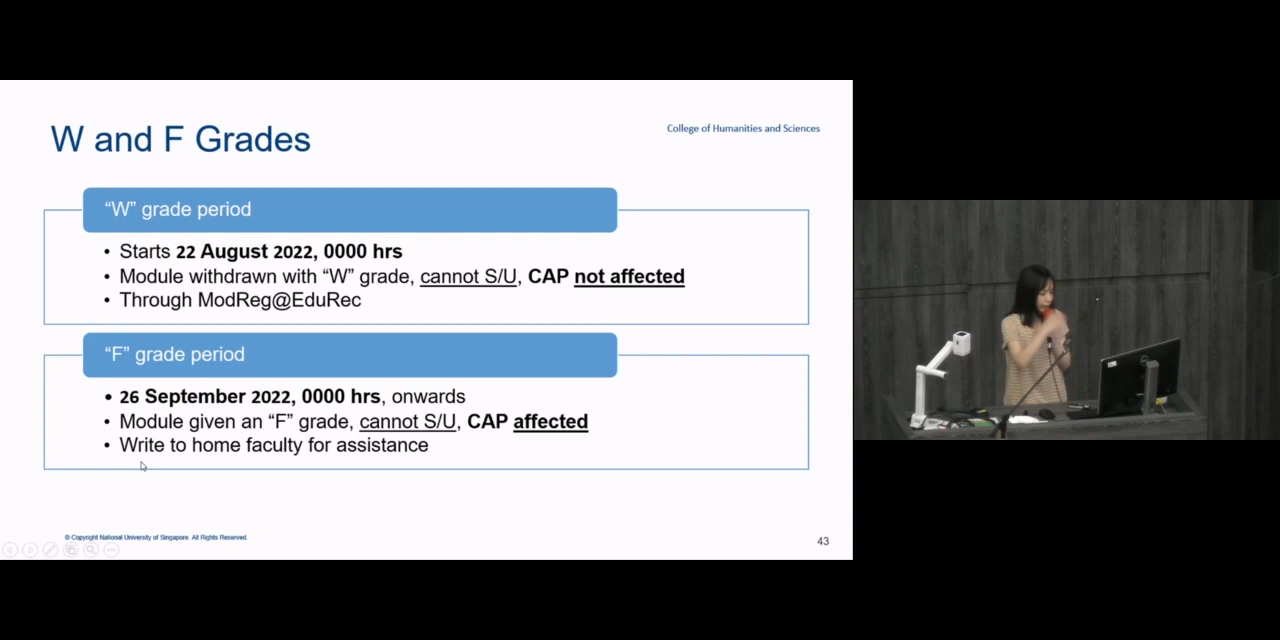 W and F Grades
College of Humanities and Sciences
“W” grade period
• Starts 22 August 2022, 0000 hrs
• Module withdrawn with “W” grade, cannot S/U, CAP not affected
• Through ModReg@EduRec
“F” grade period
• 26 September 2022, 0000 hrs, onwards
• Module given an “F” grade, cannot S/U, CAP affected
• Write to home faculty for assistance
© Copyright National University of Singapore. All Rights Reserved.
43